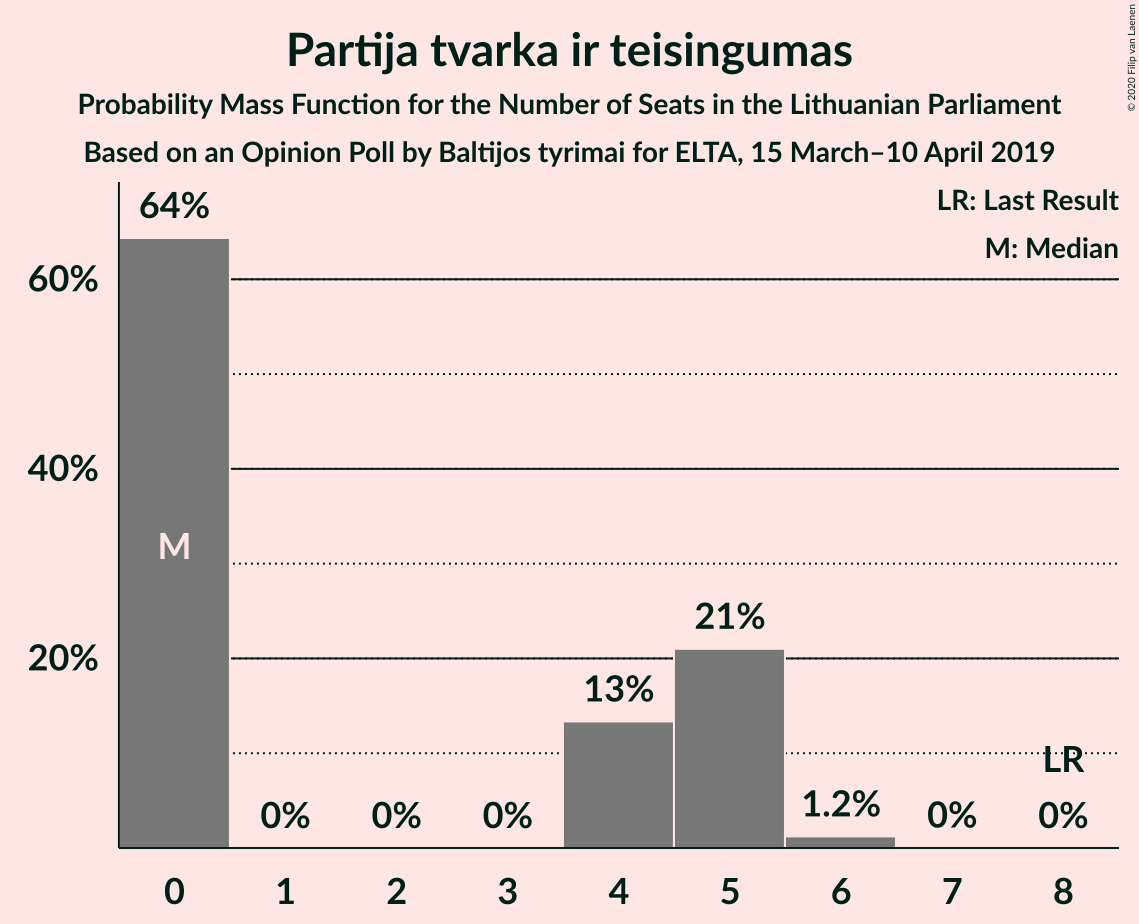 Partija tvarka ir teisingumas
Probability Mass Function for the Number of Seats in the Lithuanian Parliament
Based on an Opinion Poll by Baltijos tyrimai for ELTA, 15 March–10 April 2019
© 2020 Filip van Laenen
LR: Last Result
M: Median
64%
60%
40%
M
21%
20%
13%
LR
1.2%
0% 0% 0% 0% 0%
0 1 2 3 4 5 6 7 8